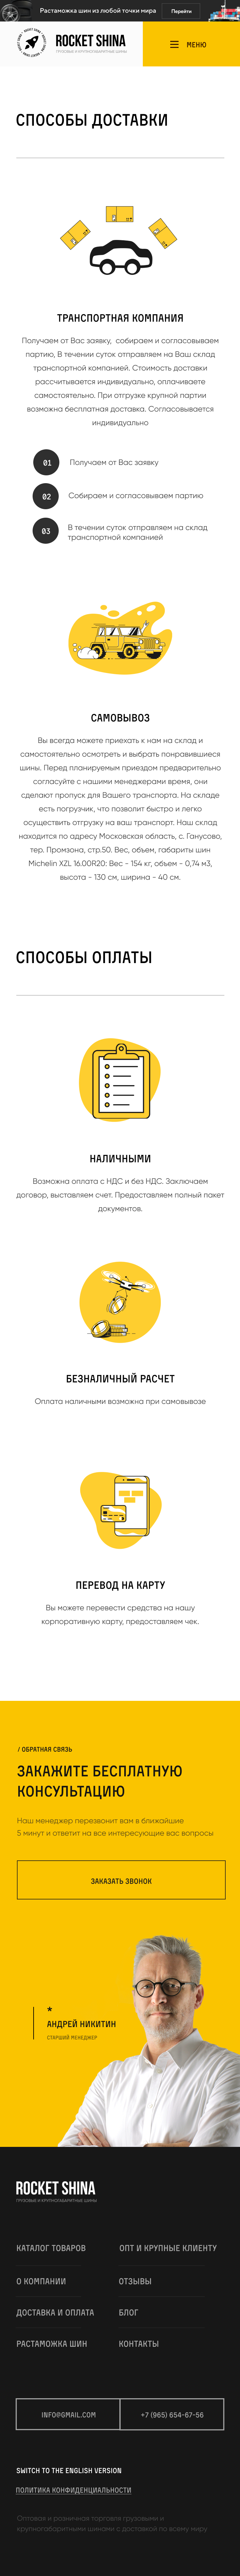 Растаможка шин из любой точки мира
Перейти
ROCKET SHINA
ГРУЗОВЫЕ И КРУПНОГАБАРИТНЫЕ ШИНЫ
МЕНЮ
СПОСОБЫ ДОСТАВКИ
ТРАНСПОРТНАЯ КОМПАНИЯ
Получаем от Вас заявку, собираем и согласовываем
партию, В течении суток отправляем на Ваш склад
транспортной компанией. Стоимость доставки
рассчитывается индивидуально, оплачиваете
самостоятельно. При отгрузке крупной партии
возможна бесплатная доставка. Согласовывается
индивидуально
01
Получаем от Вас заявку
02
Собираем и согласовываем партию
03
В течении суток отправляем на склад
транспортной компанией
САМОВЫВОЗ
Вы всегда можете приехать к нам на склад и
самостоятельно осмотреть и выбрать понравившиеся
шины. Перед планируемым приездом предварительно
согласуйте с нашими менеджерами время, они
сделают пропуск для Вашего транспорта. На складе
есть погрузчик, что позволит быстро и легко
осуществить отгрузку на ваш транспорт. Наш склад
находится по адресу Московская область, с. Ганусово,
тер. Промзона, стр.50. Вес, объем, габариты шин
Michelin XZL 16.00R20: Вес - 154 кг, объем - 0,74 м3,
высота - 130 см, ширина - 40 см.
СПОСОБЫ ОПЛАТЫ
НАЛИЧНЫМИ
Возможна оплата с НДС и без НДС. Заключаем
договор, выставляем счет. Предоставляем полный пакет
документов.
БЕЗНАЛИЧНЫЙ РАСЧЕТ
Оплата наличными возможна при самовывозе
ПЕРЕВОД НА КАРТУ
Вы можете перевести средства на нашу
корпоративную карту, предоставляем чек.
/ ОБРАТНАЯ СВЯЗЬ
ЗАКАЖИТЕ БЕСПЛАТНУЮ
КОНСУЛЬТАЦИЮ
Наш менеджер перезвонит вам в ближайшие
5 минут и ответит на все интересующие вас вопросы
ЗАКАЗАТЬ ЗВОНОК
*
АНДРЕЙ НИКИТИН
СТАРШИЙ МЕНЕДЖЕР
ROCKET SHINA
ГРУЗОВЫЕ И КРУПНОГАБАРИТНЫЕ ШИНЫ
КАТАЛОГ ТОВАРОВ
ОПТ И КРУПНЫЕ КЛИЕНТУ
О КОМПАНИИ
ОТЗЫВЫ
ДОСТАВКА И ОПЛАТА
БЛОГ
РАСТАМОЖКА ШИН
КОНТАКТЫ
INFO@GMAIL.COM
+7 (965) 654-67-56
SWITCH TO THE ENGLISH VERSION
ПОЛИТИКА КОНФИДЕНЦИАЛЬНОСТИ
Оптовая и розничная торговля грузовыми и
крупногабаритными шинами с доставкой по всему миру